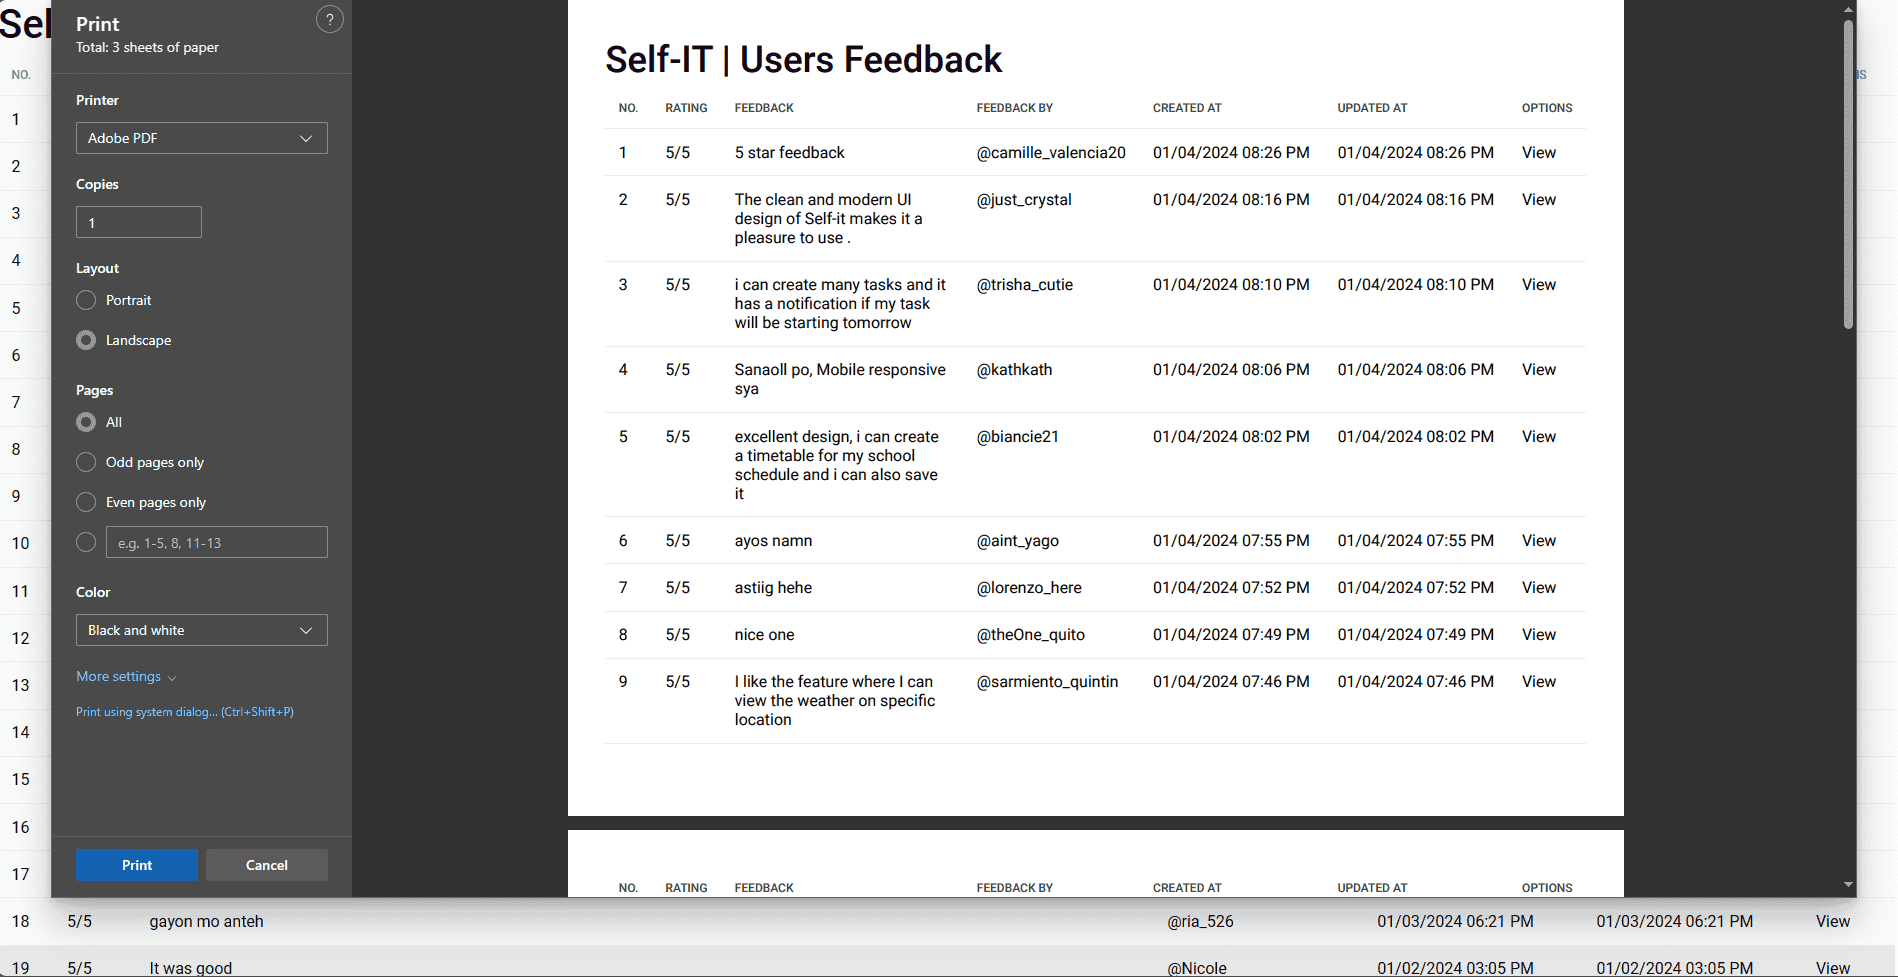 Sel
NO.
1
2
3
4
5
6
7
8
9
10
11
12
13
14
15
16
17
18 5/5 gayon mo anteh @ria_526 01/03/2024 06:21 PM 01/03/2024 06:21 PM View
19 5/5 It was good @Nicole 01/02/2024 03:05 PM 01/02/2024 03:05 PM View
Print
?
Total: 3 sheets of paper
Printer
Adobe PDF
Copies
1
Layout
Portrait
Landscape
Pages
All
Odd pages only
Even pages only
e.g. 1-5, 8, 11-13
Color
Black and white
More settings
Print using system dialog... (Ctrl+Shift+P)
Print Cancel
Self-IT | Users Feedback
NO. RATING FEEDBACK FEEDBACK BY CREATED AT UPDATED AT OPTIONS
1 5/5 5 star feedback @camille_valencia20 01/04/2024 08:26 PM 01/04/2024 08:26 PM View
2 5/5 The clean and modern UI @just_crystal 01/04/2024 08:16 PM 01/04/2024 08:16 PM View
design of Self-it makes it a
pleasure to use .
3 5/5 i can create many tasks and it @trisha_cutie 01/04/2024 08:10 PM 01/04/2024 08:10 PM View
has a notification if my task
will be starting tomorrow
4 5/5 Sanaoll po, Mobile responsive @kathkath 01/04/2024 08:06 PM 01/04/2024 08:06 PM View
sya
5 5/5 excellent design, i can create @biancie21 01/04/2024 08:02 PM 01/04/2024 08:02 PM View
a timetable for my school
schedule and i can also save
it
6 5/5 ayos namn @aint_yago 01/04/2024 07:55 PM 01/04/2024 07:55 PM View
7 5/5 astiig hehe @lorenzo_here 01/04/2024 07:52 PM 01/04/2024 07:52 PM View
8 5/5 nice one @theOne_quito 01/04/2024 07:49 PM 01/04/2024 07:49 PM View
9 5/5 I like the feature where I can @sarmiento_quintin 01/04/2024 07:46 PM 01/04/2024 07:46 PM View
view the weather on specific
location
NO. RATING FEEDBACK FEEDBACK BY CREATED AT UPDATED AT OPTIONS